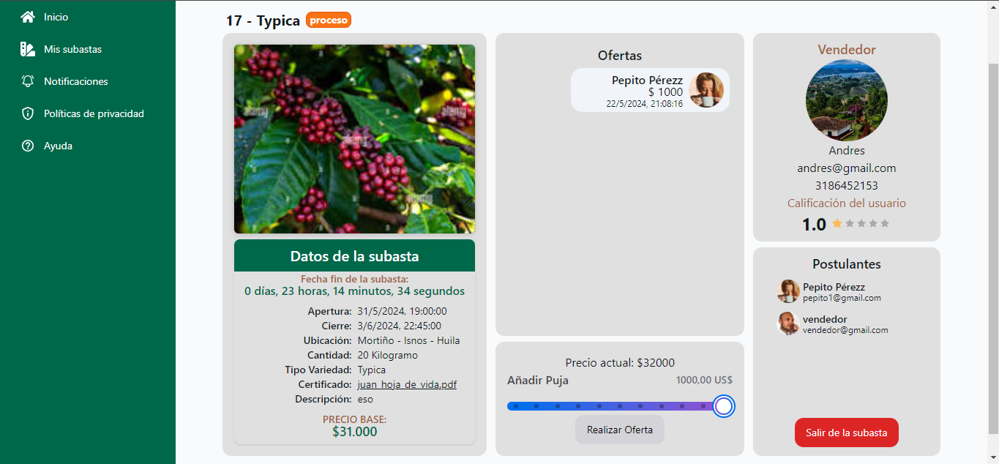 Inicio
Mis subastas
Notificaciones
Políticas de privacidad
Ayuda
17 - Typica proceso
alamy
alamy
alamy
alamy
Datos de la subasta
Fecha fin de la subasta:
0 días, 23 horas, 14 minutos, 34 segundos
Apertura: 31/5/2024, 19:00:00
Cierre: 3/6/2024, 22:45:00
Ubicación: Mortiño - Isnos - Huila
Cantidad: 20 Kilogramo
Tipo Variedad: Typica
Certificado: juan_hoja_de_vida.pdf
Descripción: eso
PRECIO BASE:
$31.000
Ofertas
Pepito Pérezz
$ 1000
22/5/2024, 21:08:16
Precio actual: $32000
Añadir Puja 1000,00 US$
Realizar Oferta
Vendedor
Andres
andres@gmail.com
3186452153
Calificación del usuario
1.0
Postulantes
Pepito Pérezz
pepito1@gmail.com
vendedor
vendedor@gmail.com
Salir de la subasta